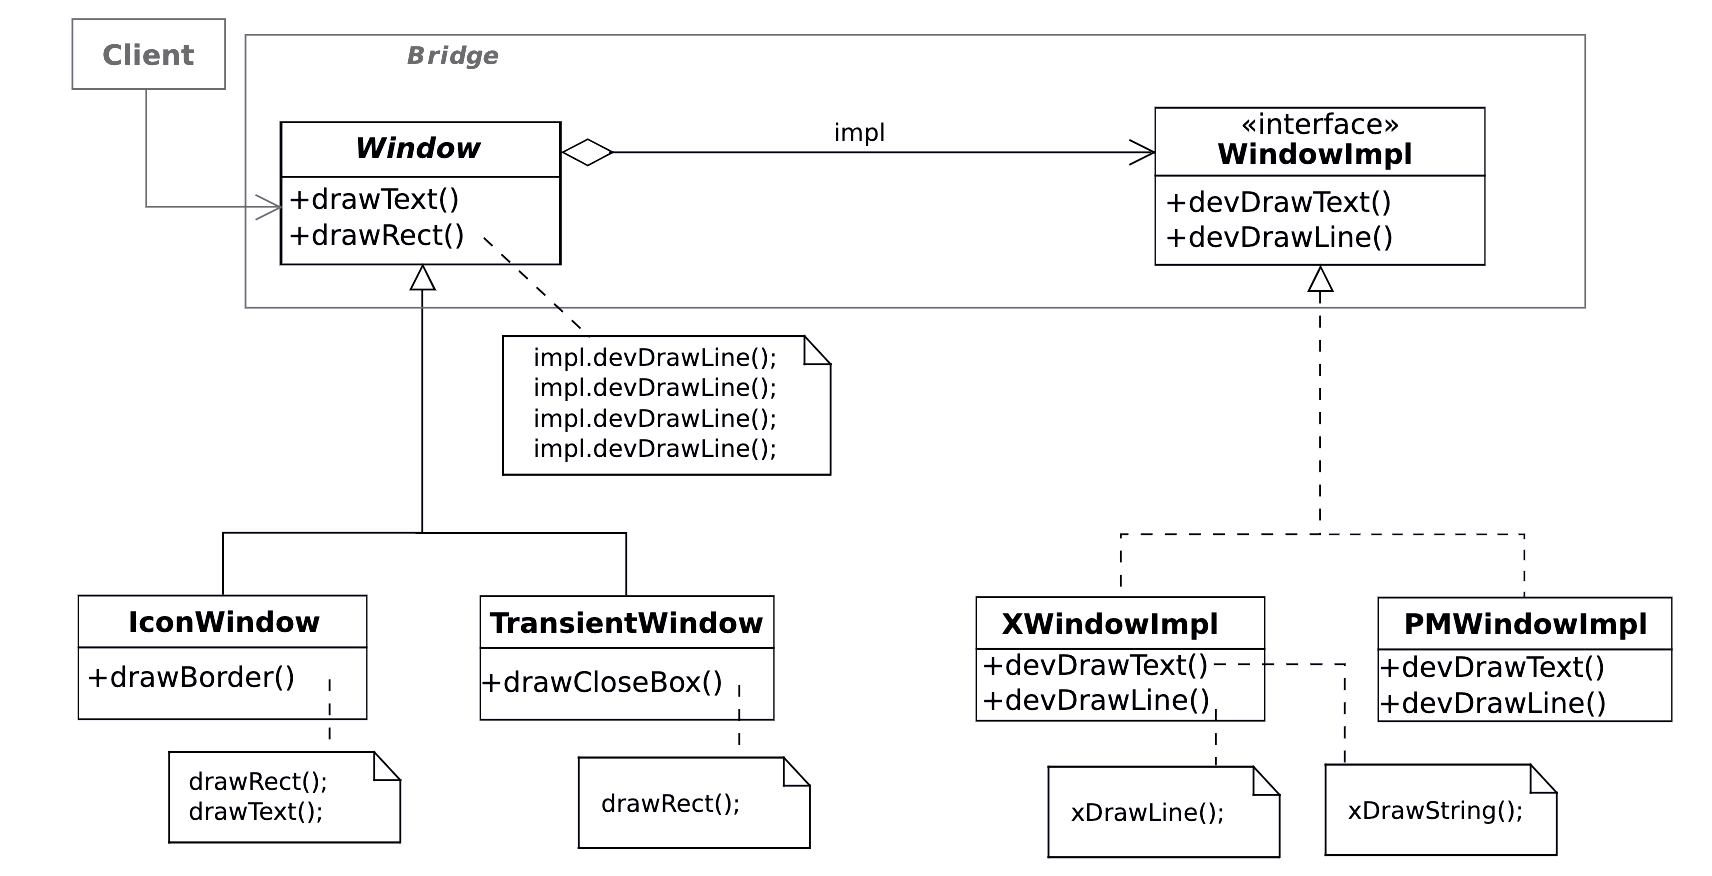 Client
Bridge
Window
+drawText()
+drawRect()
impl
«interface»
WindowImpl
+devDrawText()
+devDrawLine()
impl.devDrawLine();
impl.devDrawLine();
impl.devDrawLine();
impl.devDrawLine();
IconWindow
+drawBorder()
drawRect();
drawText();
TransientWindow
+drawCloseBox()
drawRect();
XWindowImpl
+devDrawText()
+devDrawLine()
xDrawLine();
xDrawString();
PMWindowImpl
+devDrawText()
+devDrawLine()